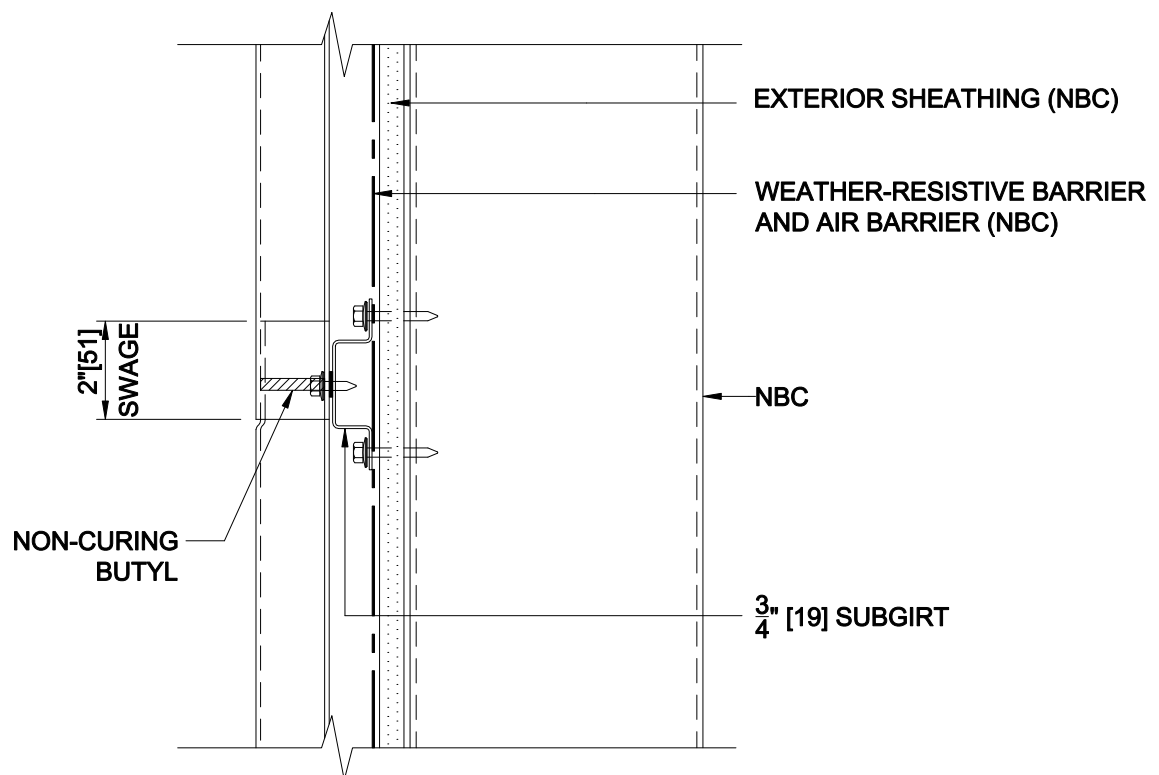 EXTERIOR SHEATHING (NBC)
WEATHER-RESISTIVE BARRIER
AND AIR BARRIER (NBC)
2"[51]
SWAGE
NBC
NON-CURING
BUTYL
3/4" [19] SUBGIRT